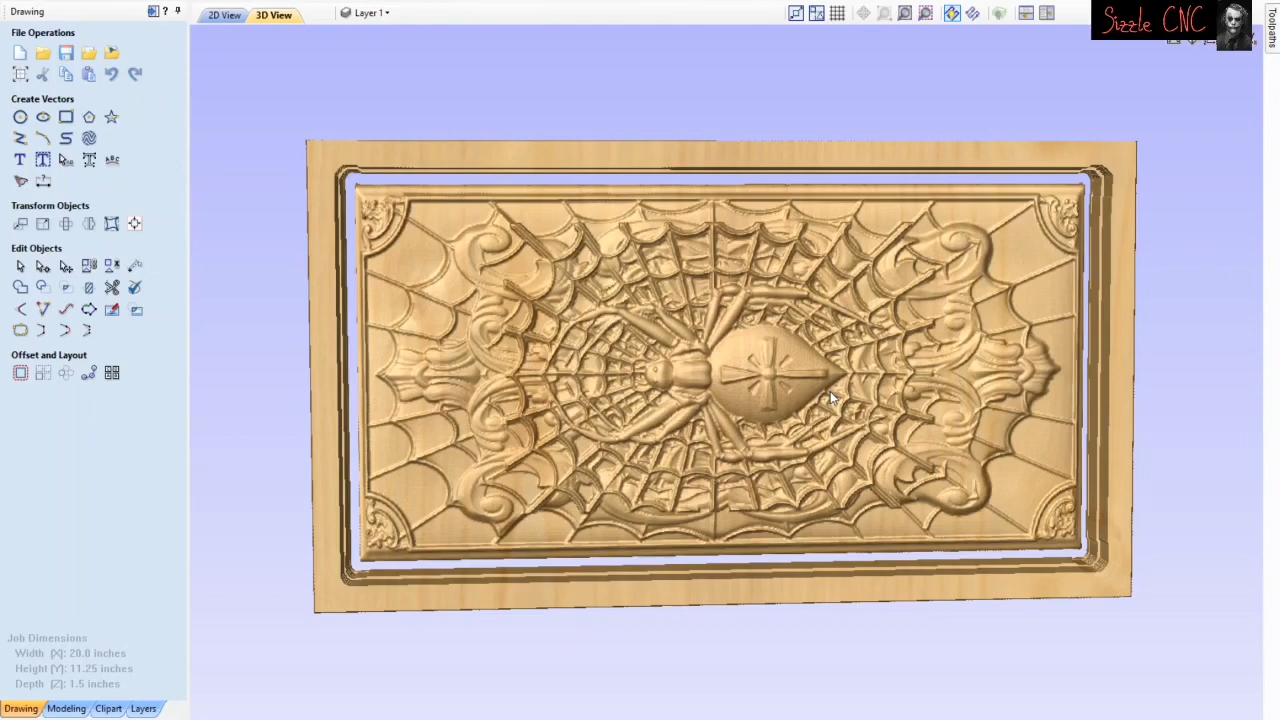 Drawing
2D View
3D View
Layer 1
Sizzle CNC
Toolpaths
File Operations
Create Vectors
Transform Objects
Edit Objects
Offset and Layout
Job Dimensions
Width (X): 20.0 inches
Height (Y): 11.25 inches
Depth (Z): 1.5 inches
Drawing
Modeling
Clipart
Layers